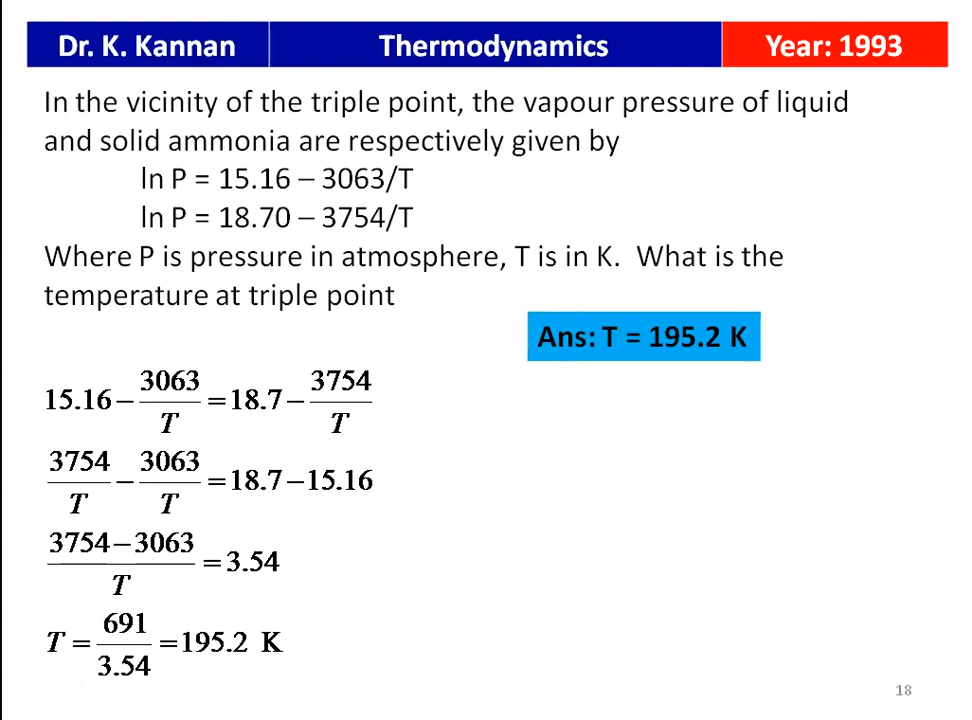 Dr. K. Kannan Thermodynamics Year: 1993
In the vicinity of the triple point, the vapour pressure of liquid
and solid ammonia are respectively given by
ln P = 15.16 – 3063/T
ln P = 18.70 – 3754/T
Where P is pressure in atmosphere, T is in K. What is the
temperature at triple point
Ans: T = 195.2 K
15.16 − 3063/T = 18.7 − 3754/T
3754/T − 3063/T = 18.7 − 15.16
3754 − 3063/T = 3.54
T = 691/3.54 = 195.2 K
18